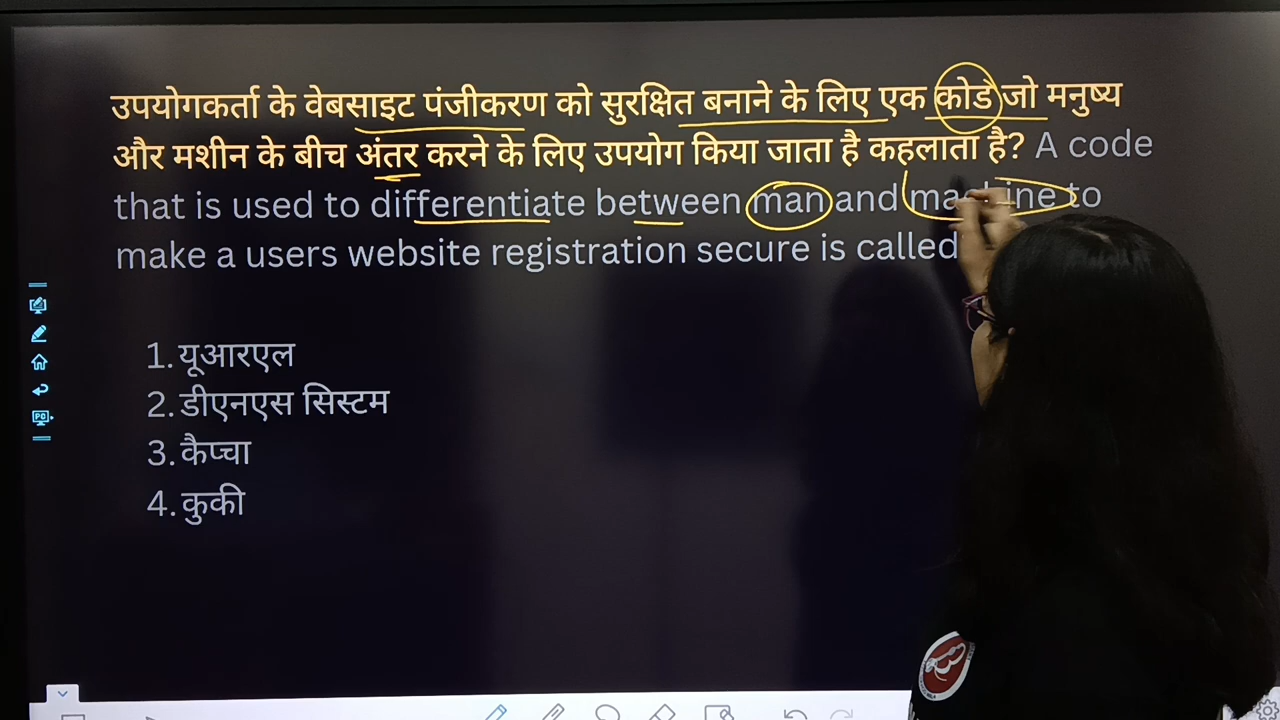 उपयोगकर्ता के वेबसाइट पंजीकरण को सुरक्षित बनाने के लिए एक कोड जो मनुष्य
और मशीन के बीच अंतर करने के लिए उपयोग किया जाता है कहलाता है? A code
that is used to differentiate between man and machine to
make a users website registration secure is called
1. यूआरएल
2. डीएनएस सिस्टम
3. कैप्चा
4. कुकी